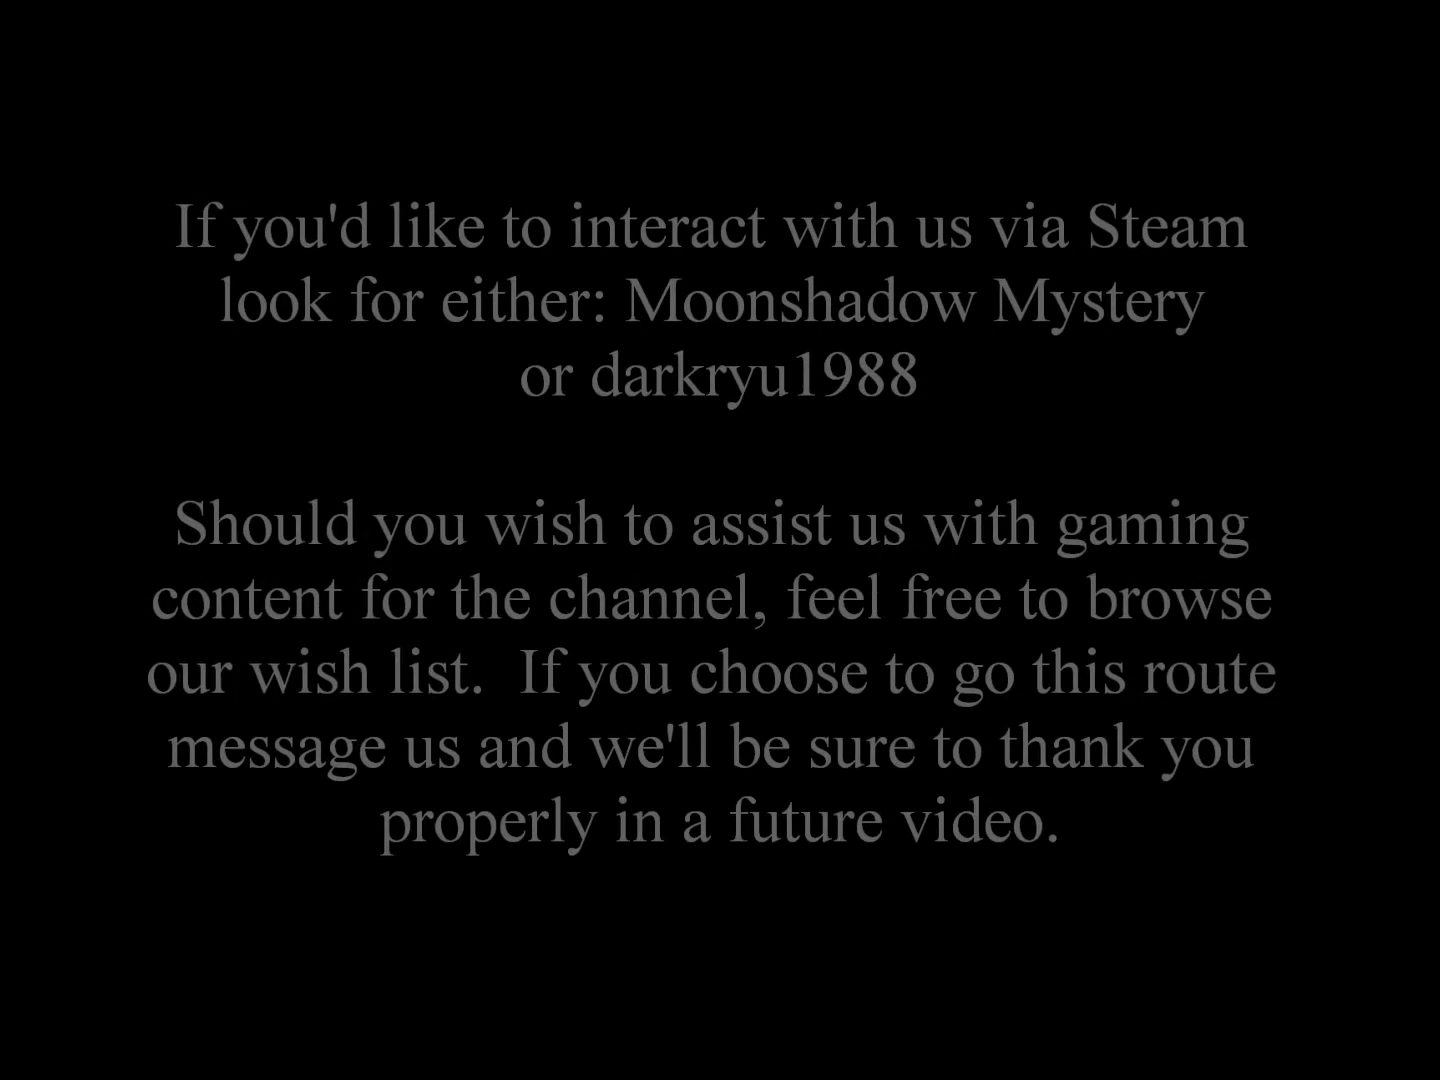 If you'd like to interact with us via Steam
look for either: Moonshadow Mystery
or darkryu1988
Should you wish to assist us with gaming
content for the channel, feel free to browse
our wish list.  If you choose to go this route
message us and we'll be sure to thank you
properly in a future video.